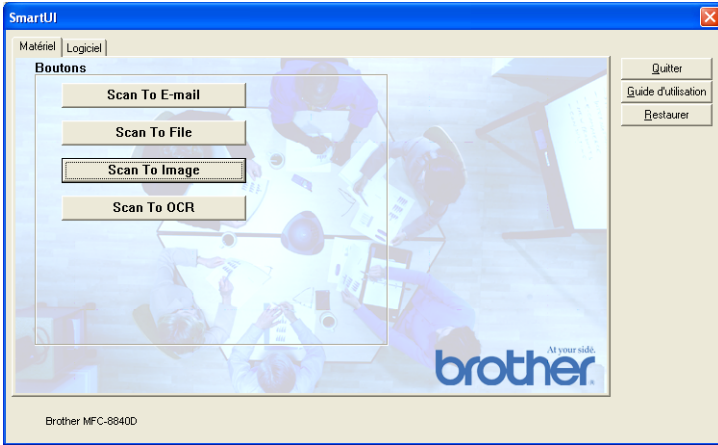 SmartUI
Matériel
Logiciel
Boutons
Scan To E-mail
Scan To File
Scan To Image
Scan To OCR
Quitter
Guide d'utilisation
Restaurer
At your side.
brother
Brother MFC-8840D